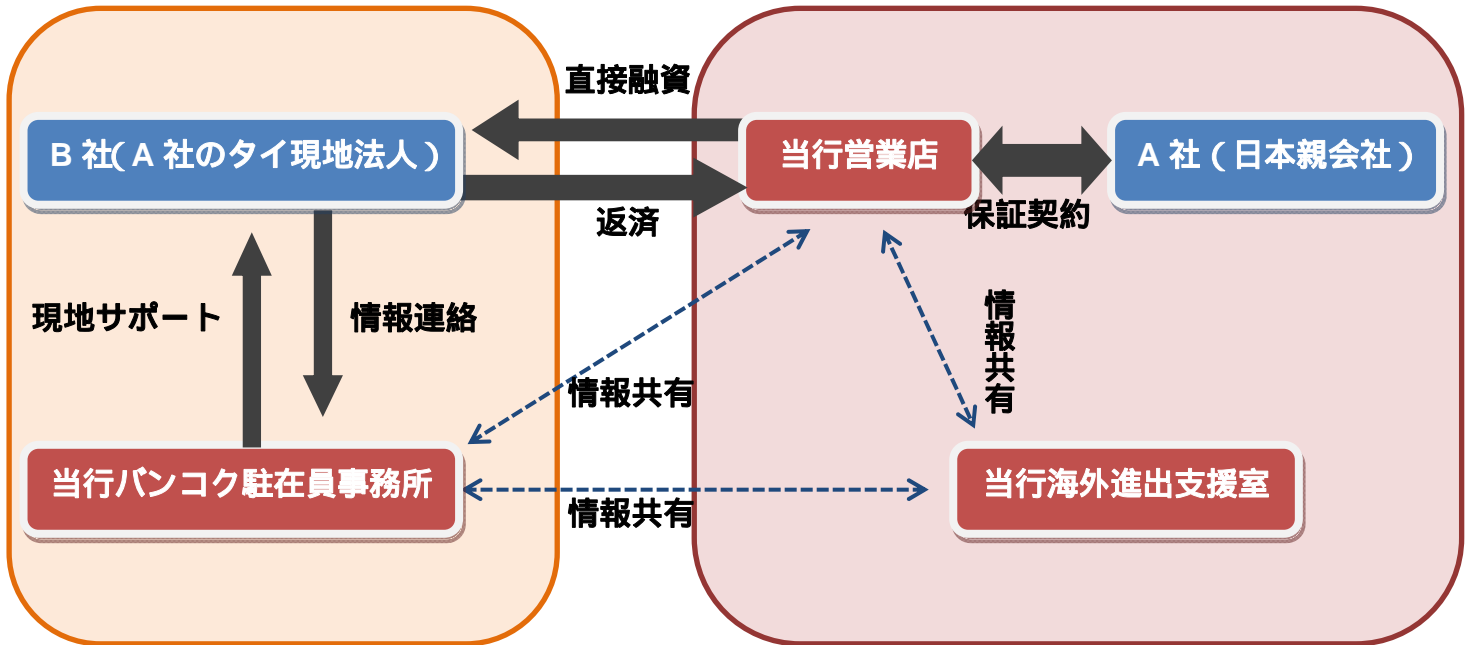 直接融資
B 社（A 社のタイ現地法人）
当行営業店
A 社（日本親会社）
返済
保証契約
現地サポート
情報連絡
情報共有
情報共有
当行バンコク駐在員事務所
当行海外進出支援室
情報共有